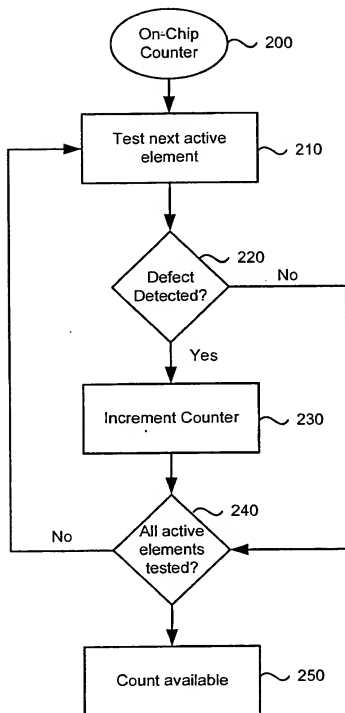 On-Chip
Counter
200
Test next active
element
210
220
Defect
Detected?
No
Yes
Increment Counter
230
240
All active
elements
tested?
No
Count available
250